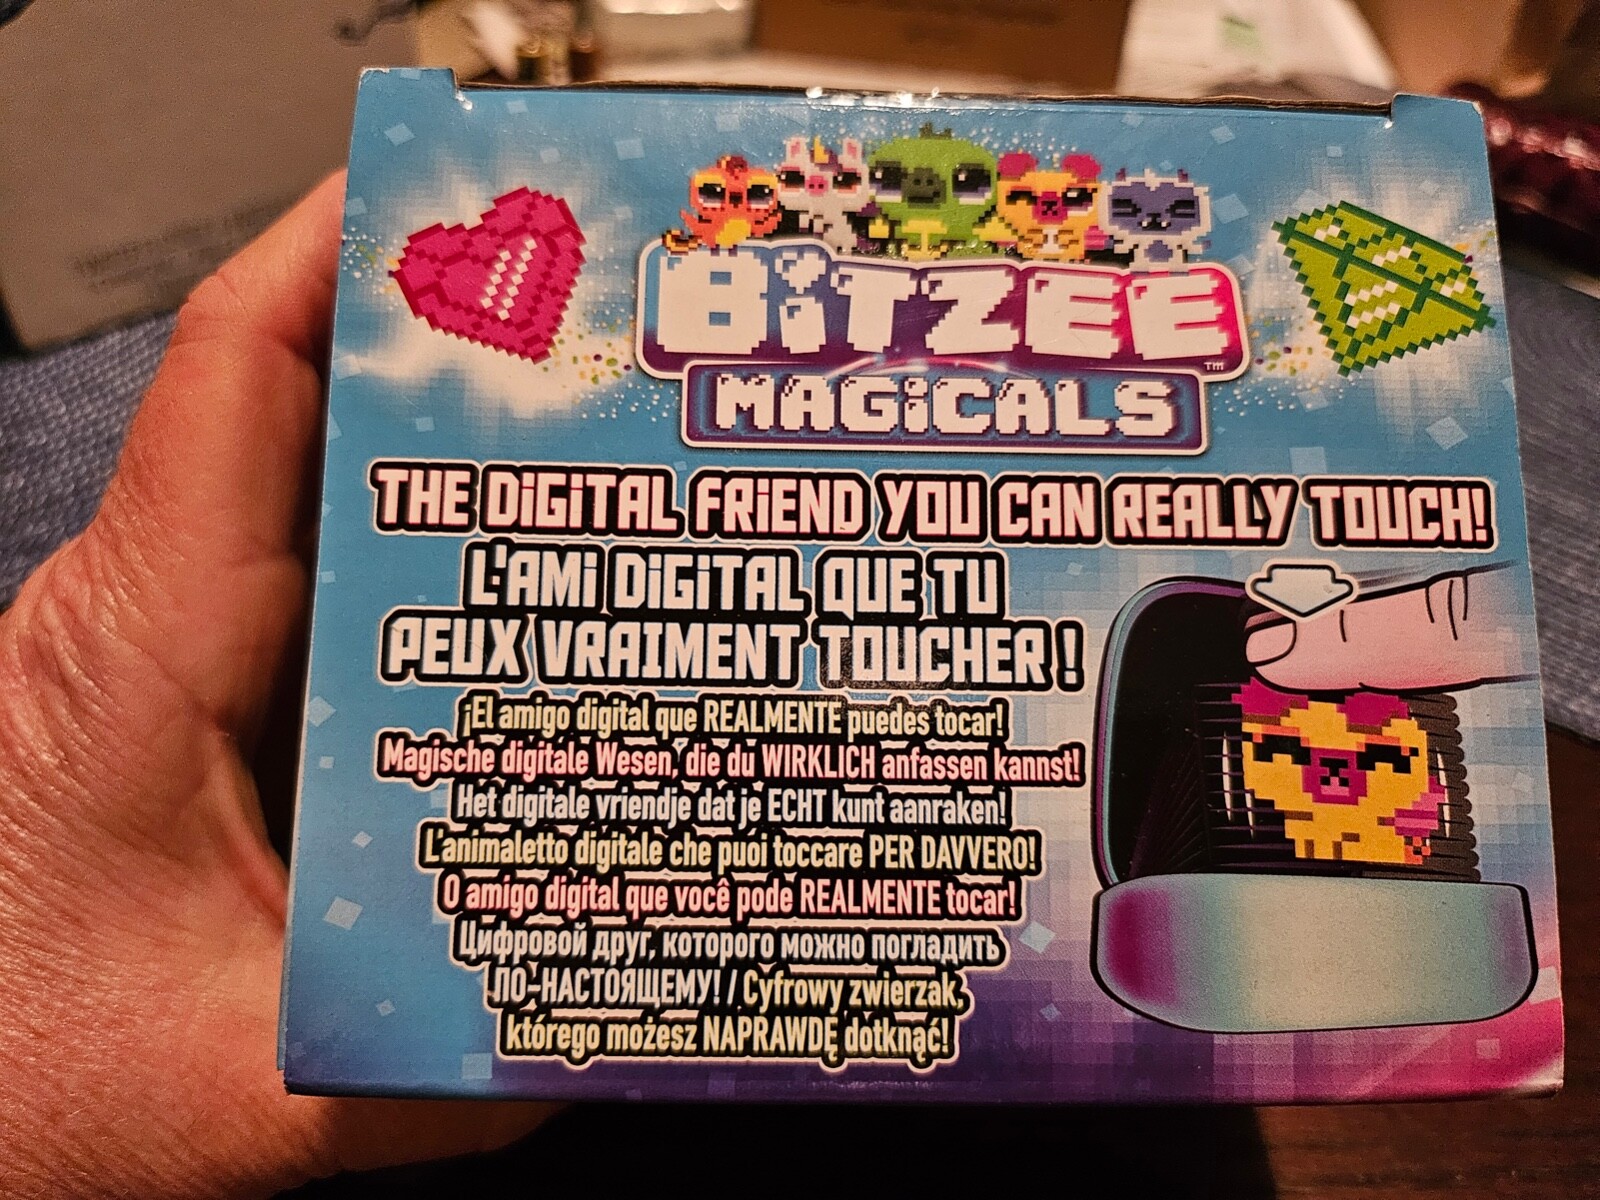 BiTZEE™
MAGiCALS
THE DiGiTAL FRiEND YOU CAN REALLY TOUCH!
L'AMi DiGiTAL QUE TU
PEUX VRAIMENT TOUCHER !
¡El amigo digital que REALMENTE puedes tocar!
Magische digitale Wesen, die du WIRKLICH anfassen kannst!
Het digitale vriendje dat je ECHT kunt aanraken!
L'animaletto digitale che puoi toccare PER DAVVERO!
O amigo digital que você pode REALMENTE tocar!
Цифровой друг, которого можно погладить
ПО-НАСТОЯЩЕМУ! / Cyfrowy zwierzak,
którego możesz NAPRAWDĘ dotknąć!